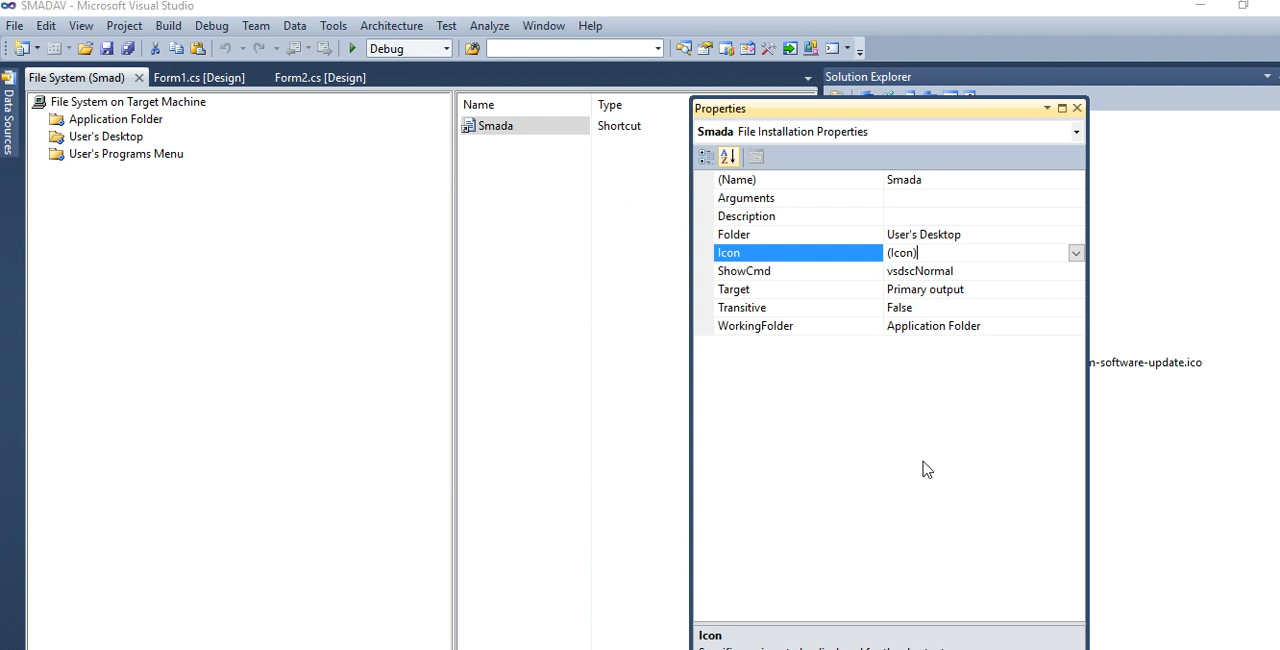 SMADAV - Microsoft Visual Studio
File Edit View Project Build Debug Team Data Tools Architecture Test Analyze Window Help
Debug
File System (Smad) Form1.cs [Design] Form2.cs [Design]
Solution Explorer
Data Sources
File System on Target Machine
Application Folder
User's Desktop
User's Programs Menu
Name Type
Smada Shortcut
Properties
Smada File Installation Properties
(Name) Smada
Arguments
Description
Folder User's Desktop
Icon (Icon)
ShowCmd vsdscNormal
Target Primary output
Transitive False
WorkingFolder Application Folder
n-software-update.ico
Icon